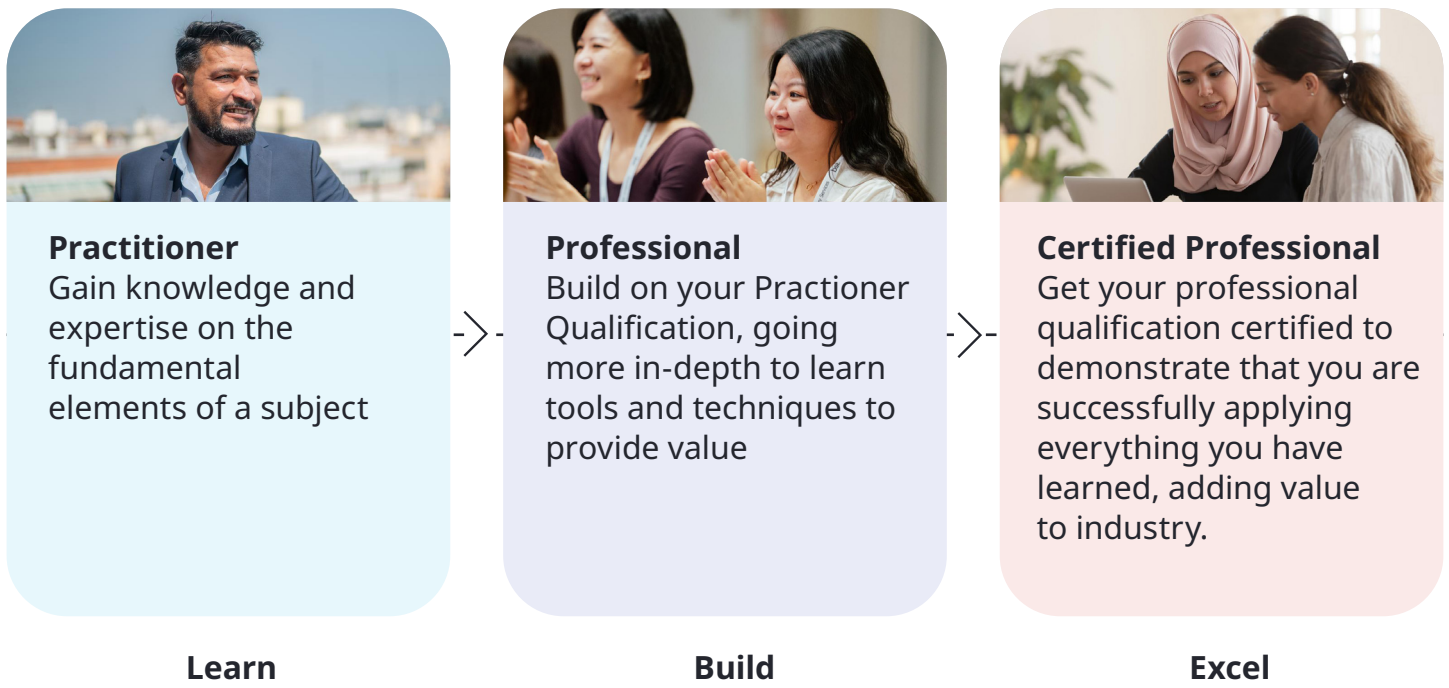 Practitioner
Gain knowledge and
expertise on the
fundamental
elements of a subject
Professional
Build on your Practioner
Qualification, going
more in-depth to learn
tools and techniques to
provide value
Certified Professional
Get your professional
qualification certified to
demonstrate that you are
successfully applying
everything you have
learned, adding value
to industry.
Learn
Build
Excel